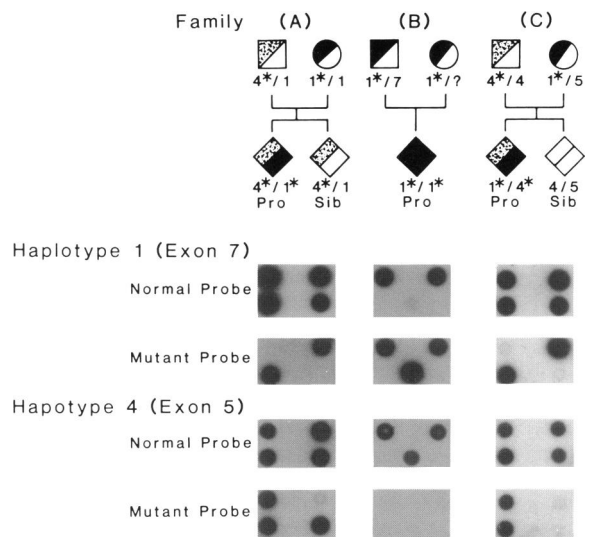 Family (A) (B) (C)
4*/1 1*/1 1*/7 1*/? 4*/4 1*/5
4*/1* 4*/1 1*/1* 1*/4* 4/5
Pro Sib Pro Pro Sib
Haplotype 1 (Exon 7)
Normal Probe
Mutant Probe
Hapotype 4 (Exon 5)
Normal Probe
Mutant Probe